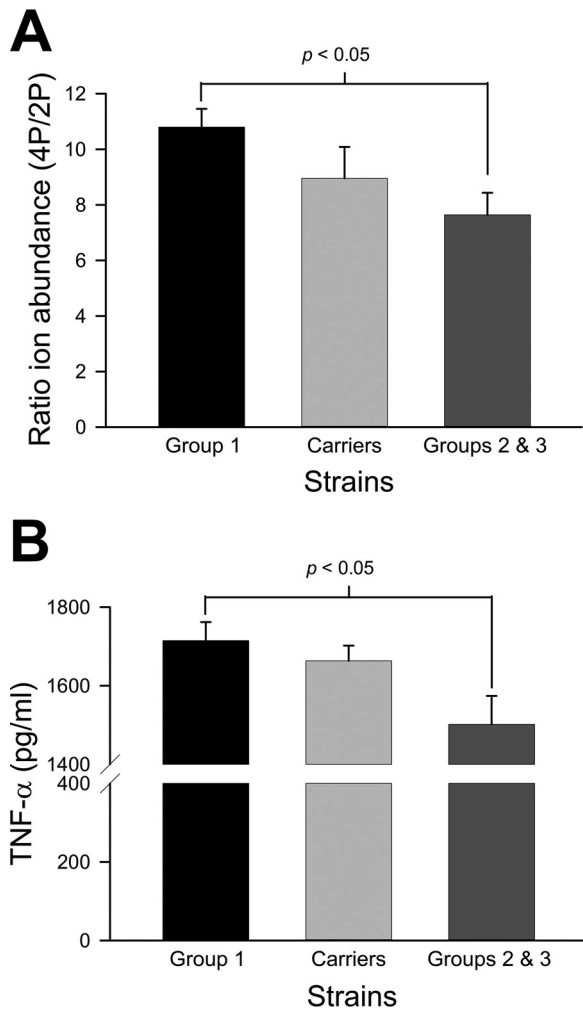 A
p < 0.05
Ratio ion abundance (4P/2P)
12
10
8
6
4
2
0
Group 1 Carriers Groups 2 & 3
Strains
B
p < 0.05
TNF-α (pg/ml)
1800
1600
1400
400
200
0
Group 1 Carriers Groups 2 & 3
Strains